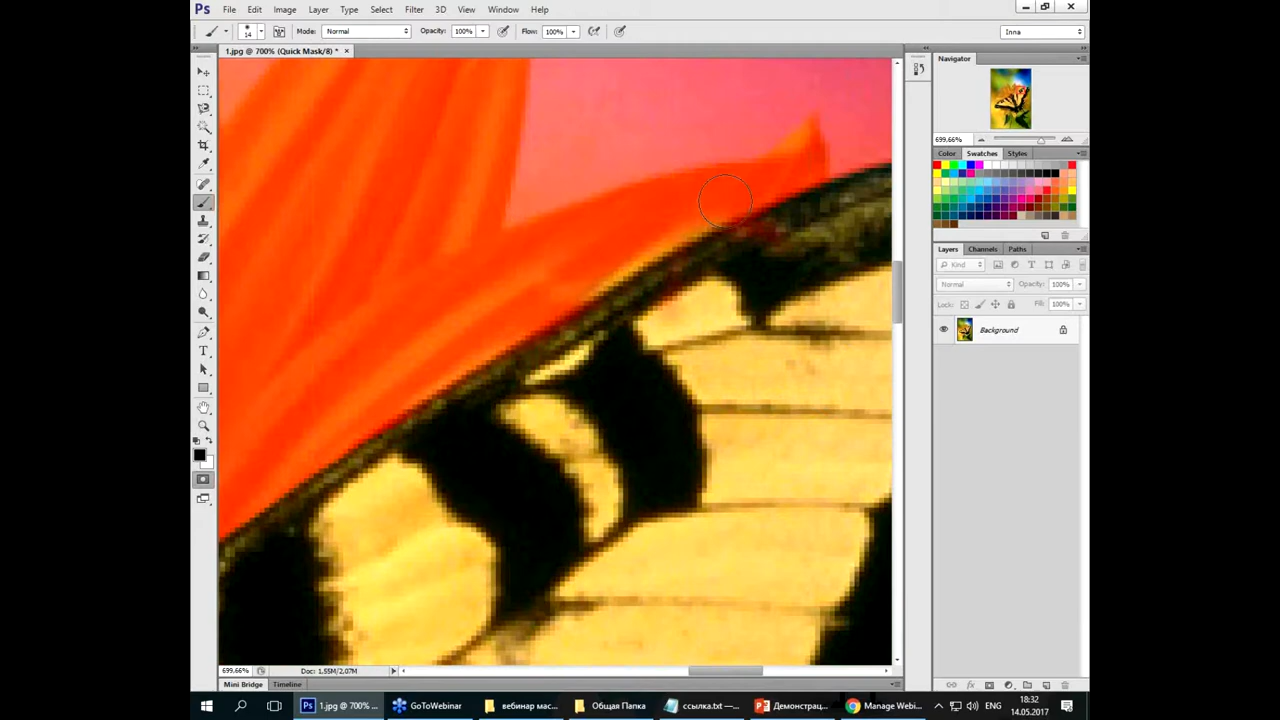 Ps File Edit Image Layer Type Select Filter 3D View Window Help
14 Mode: Normal Opacity: 100% Flow: 100% Inna
1.jpg @ 700% (Quick Mask/8) * ×
Navigator
699.66%
Color Swatches Styles
Layers Channels Paths
Kind
Normal Opacity: 100%
Lock: Fill: 100%
Background
699.66% Doc: 1,55M/2,07M
Mini Bridge Timeline
1.jpg @ 700% ... GoToWebinar вебинар мас... Общая Папка ссылка.txt —... Демонстрац... Manage Webi... ENG 18:32
14.05.2017